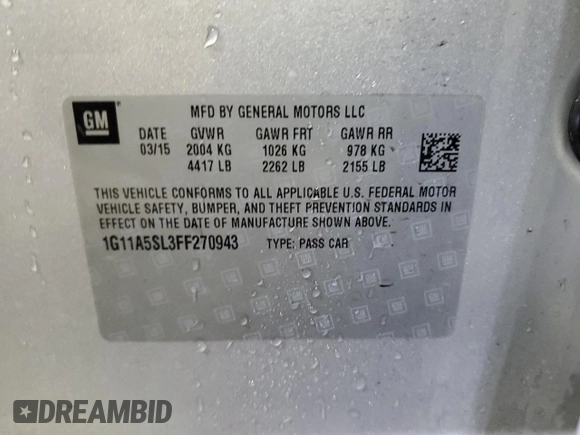 GM
MFD BY GENERAL MOTORS LLC
DATE GVWR GAWR FRT GAWR RR
03/15 2004 KG 1026 KG 978 KG
4417 LB 2262 LB 2155 LB
THIS VEHICLE CONFORMS TO ALL APPLICABLE U.S. FEDERAL MOTOR
VEHICLE SAFETY, BUMPER, AND THEFT PREVENTION STANDARDS IN
EFFECT ON THE DATE OF MANUFACTURE SHOWN ABOVE.
1G11A5SL3FF270943 TYPE: PASS CAR
DREAMBID